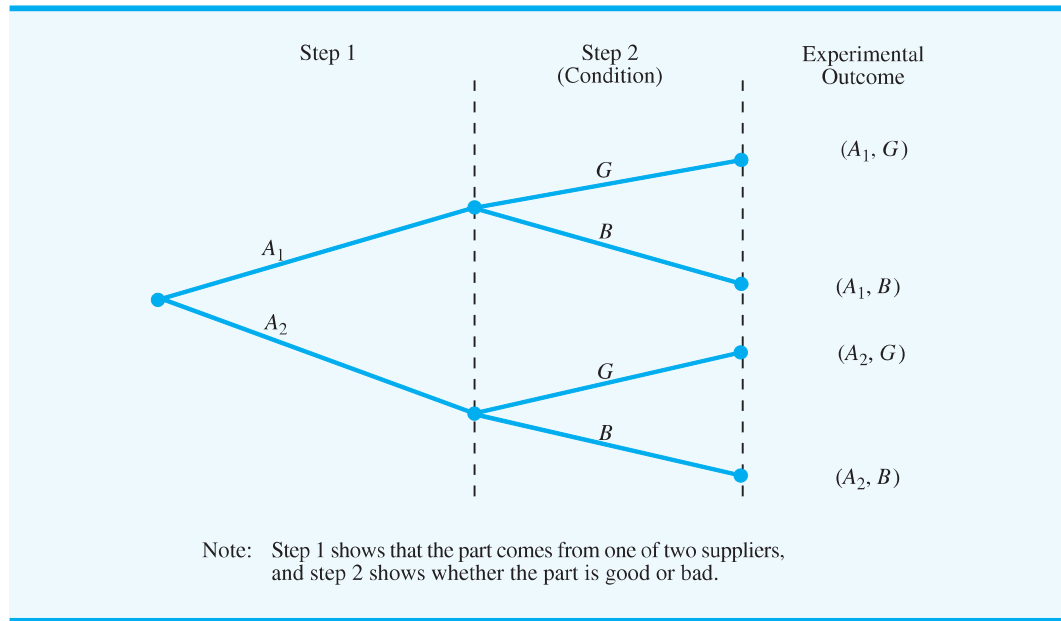 Step 1
Step 2
(Condition)
Experimental
Outcome
(A₁, G)
G
B
A₁
(A₁, B)
A₂
(A₂, G)
G
B
(A₂, B)
Note: Step 1 shows that the part comes from one of two suppliers,
and step 2 shows whether the part is good or bad.